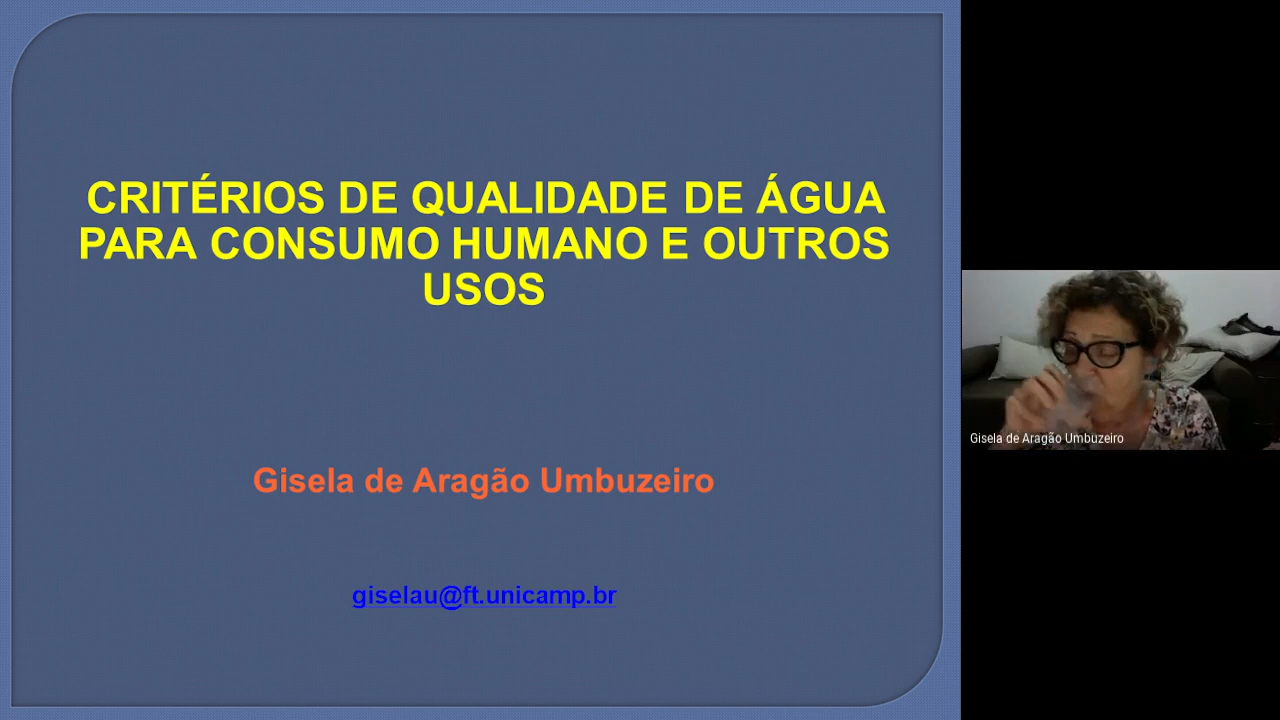 CRITÉRIOS DE QUALIDADE DE ÁGUA
PARA CONSUMO HUMANO E OUTROS
USOS
Gisela de Aragão Umbuzeiro
giselau@ft.unicamp.br
Gisela de Aragão Umbuzeiro